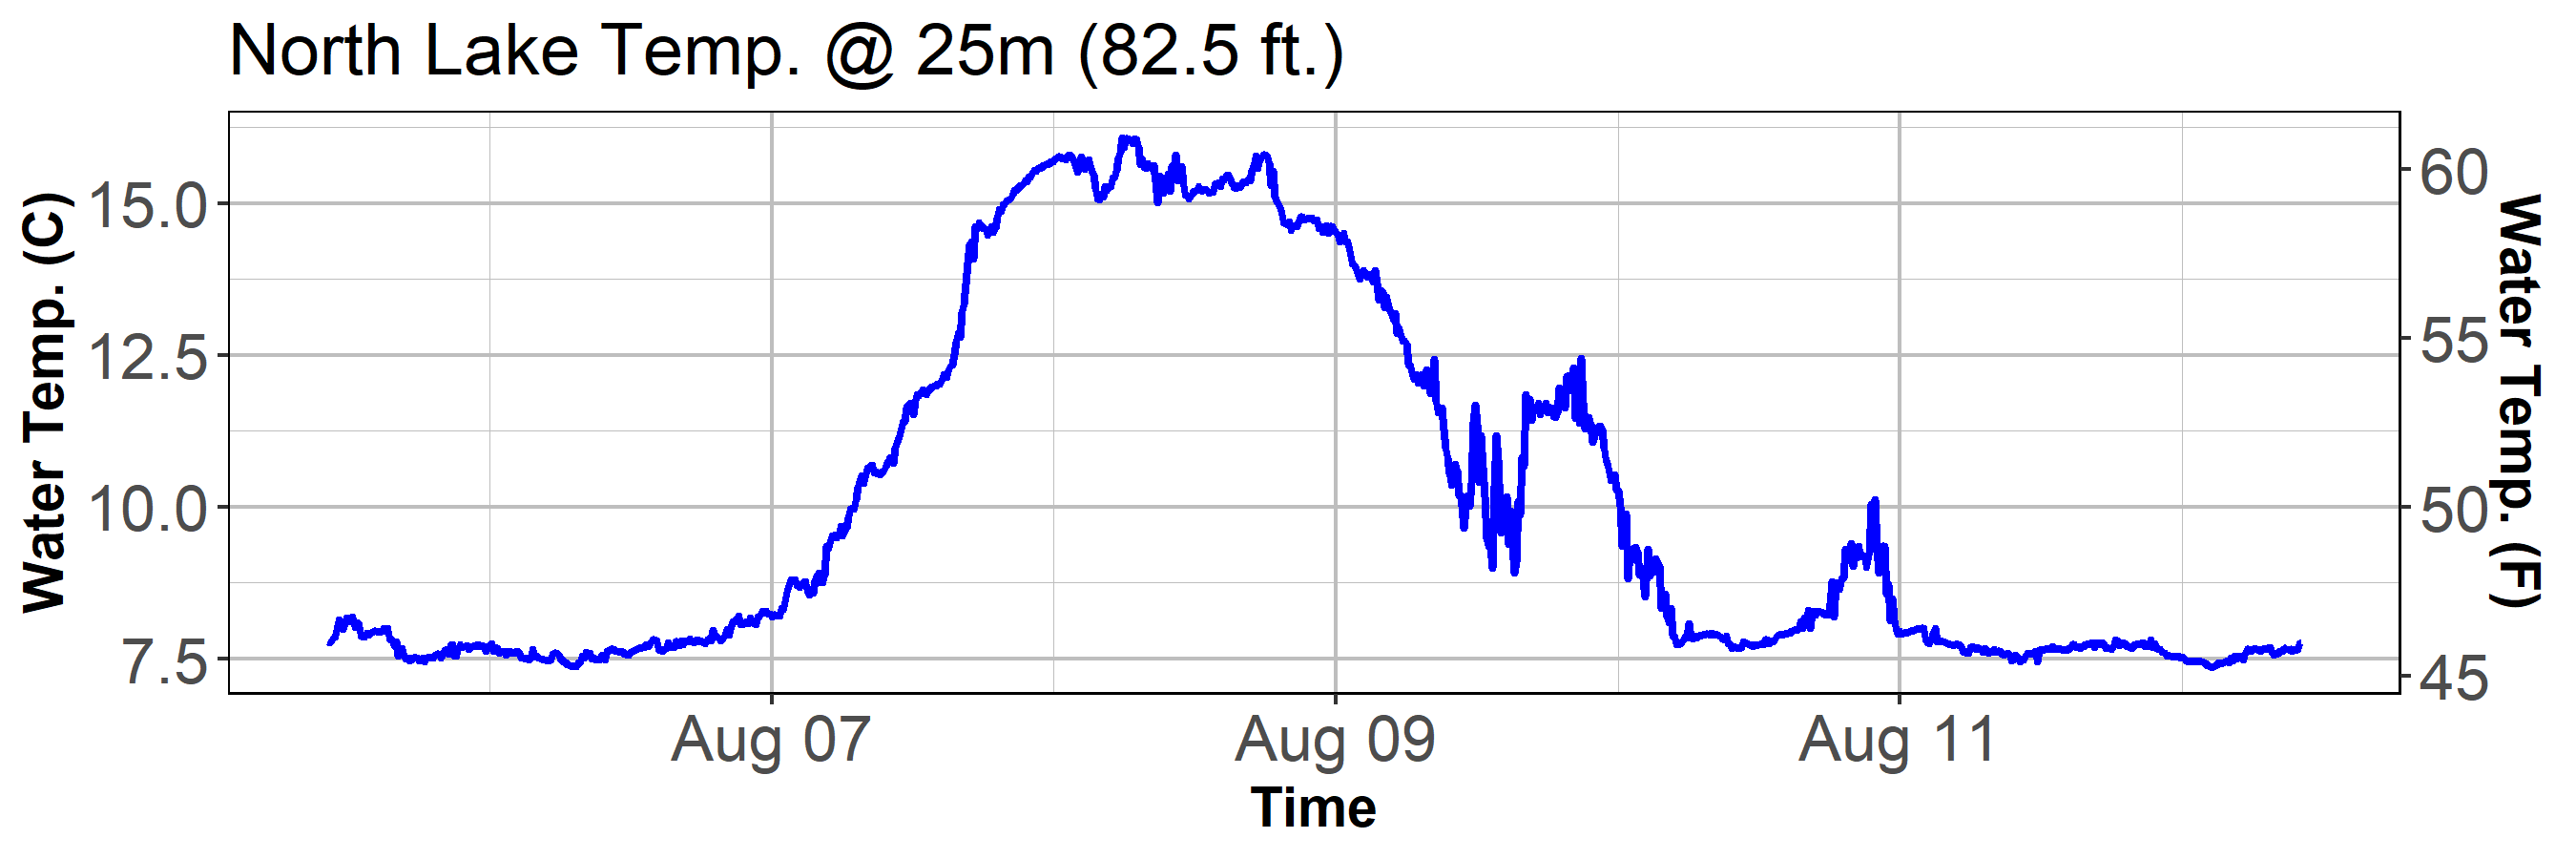 North Lake Temp. @ 25m (82.5 ft.)
Water Temp. (C)
15.0
12.5
10.0
7.5
60
55
50
45
Water Temp. (F)
Aug 07 Aug 09 Aug 11
Time